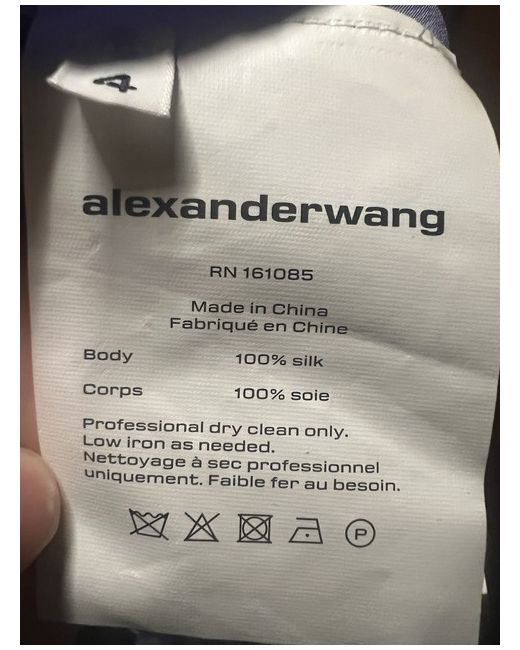 4
alexanderwang
RN 161085
Made in China
Fabriqué en Chine
Body 100% silk
Corps 100% soie
Professional dry clean only.
Low iron as needed.
Nettoyage à sec professionnel
uniquement. Faible fer au besoin.
P